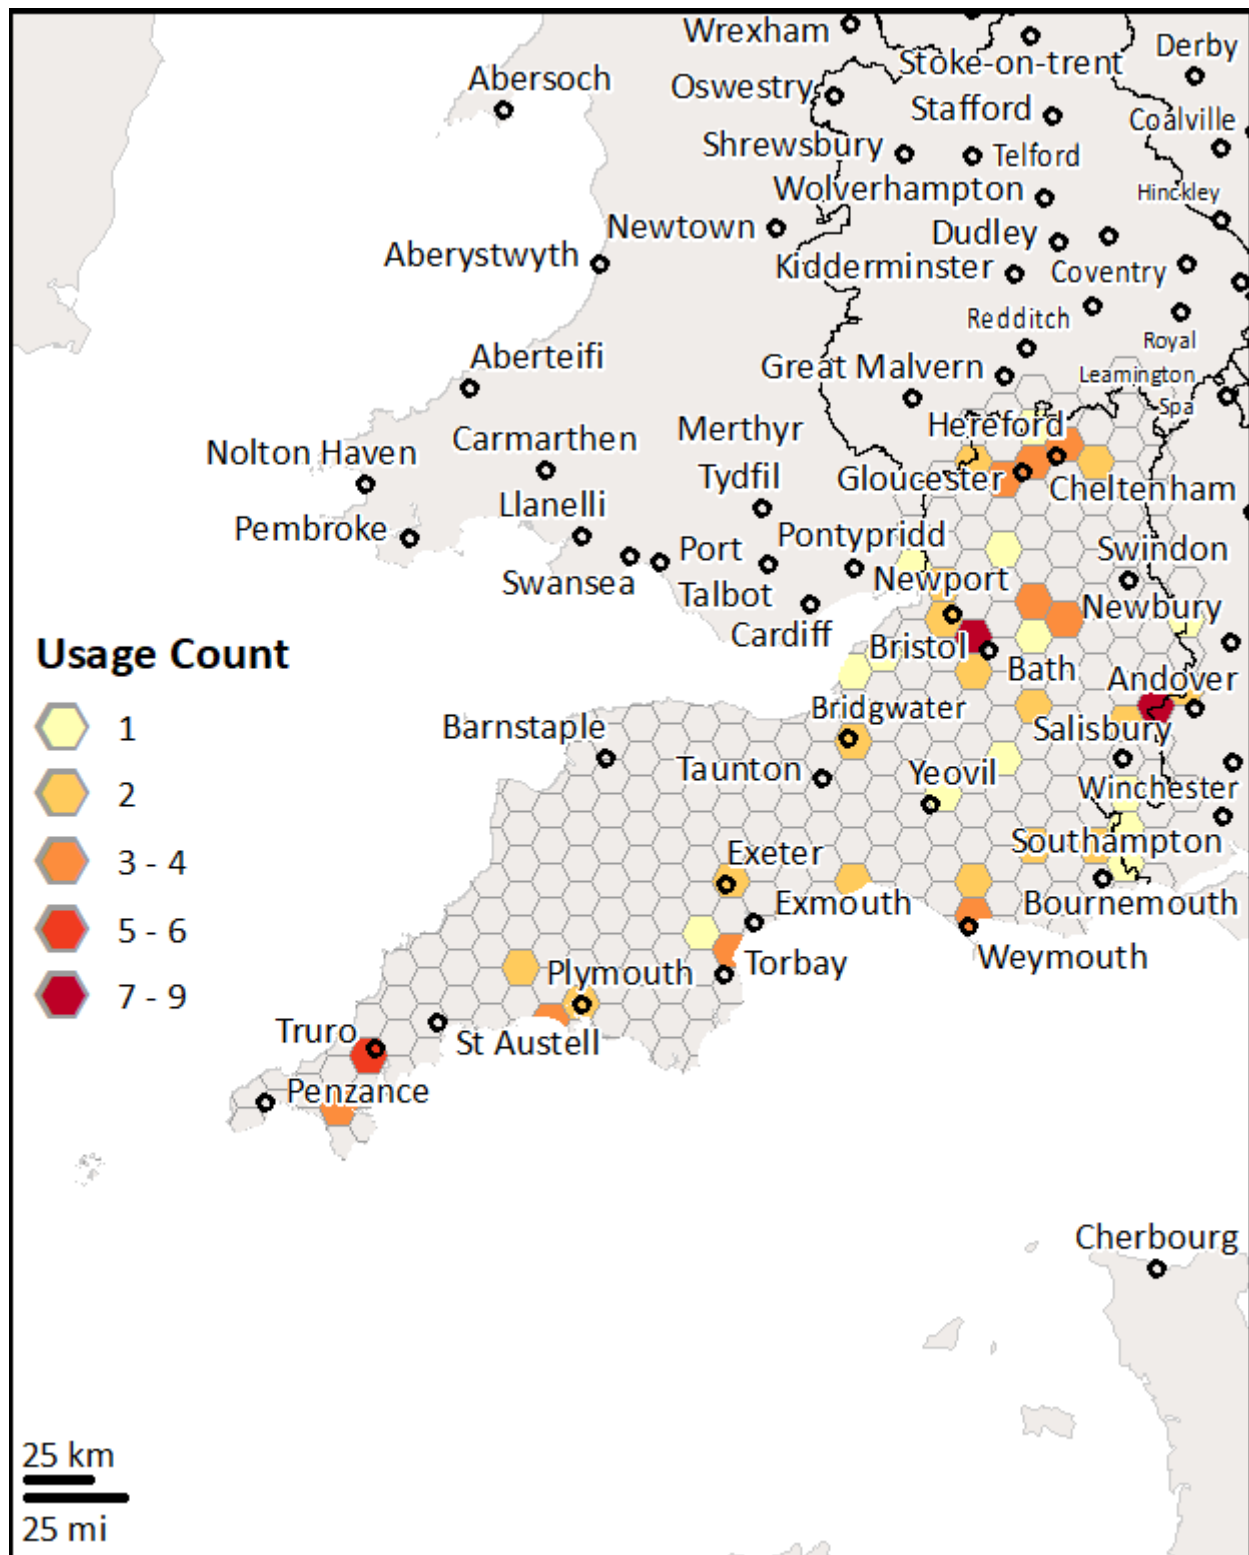 Wrexham
Stoke-on-trent
Derby
Abersoch
Oswestry
Stafford
Coalville
Shrewsbury
Telford
Wolverhampton
Hinckley
Newtown
Dudley
Aberystwyth
Kidderminster
Coventry
Redditch
Royal
Leamington
Spa
Aberteifi
Great Malvern
Hereford
Nolton Haven
Carmarthen
Merthyr
Tydfil
Gloucester
Cheltenham
Llanelli
Pembroke
Pontypridd
Swindon
Swansea
Port
Talbot
Newport
Newbury
Cardiff
Bristol
Bath
Usage Count
1
2
3 - 4
5 - 6
7 - 9
Andover
Barnstaple
Bridgwater
Salisbury
Taunton
Yeovil
Winchester
Exeter
Southampton
Exmouth
Bournemouth
Plymouth
Torbay
Weymouth
Truro
St Austell
Penzance
Cherbourg
25 km
25 mi